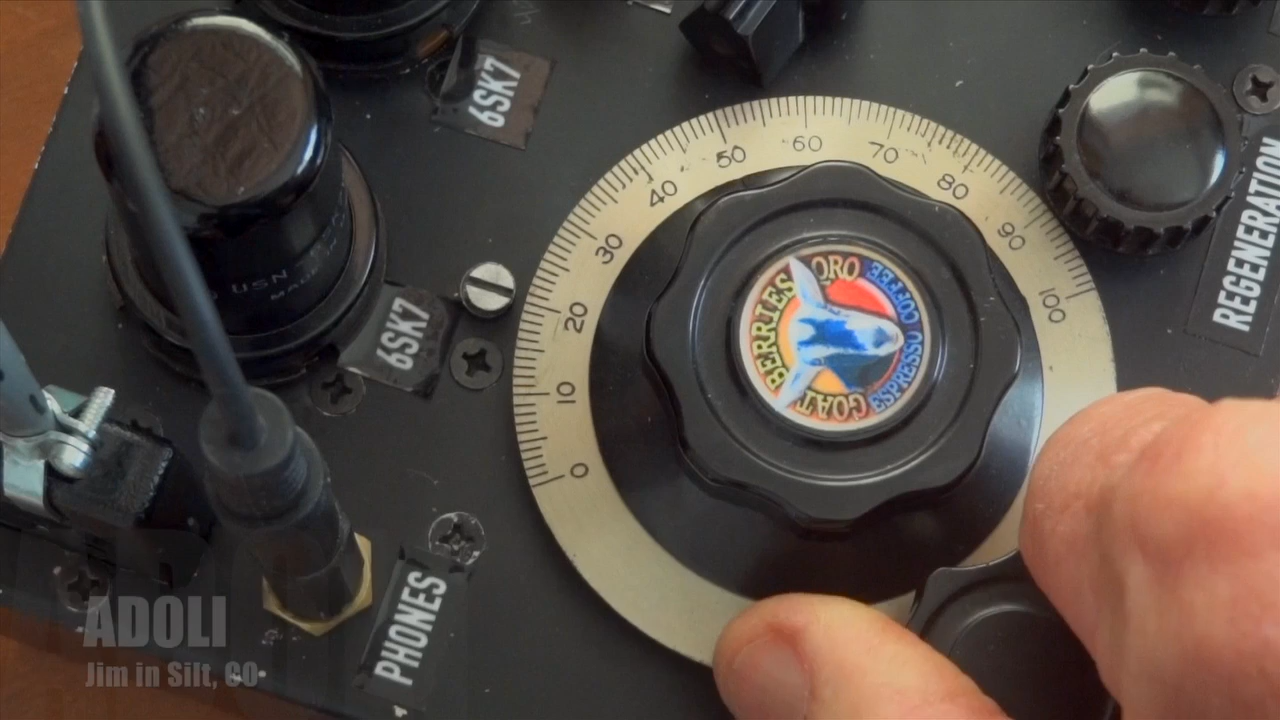 6SK7
USN
6SK7
0
10
20
30
40
50
60
70
80
90
100
GOAT BERRIES ORO
ESPRESSO COFFEE
REGENERATION
PHONES
ADOLI
Jim in Silt, CO